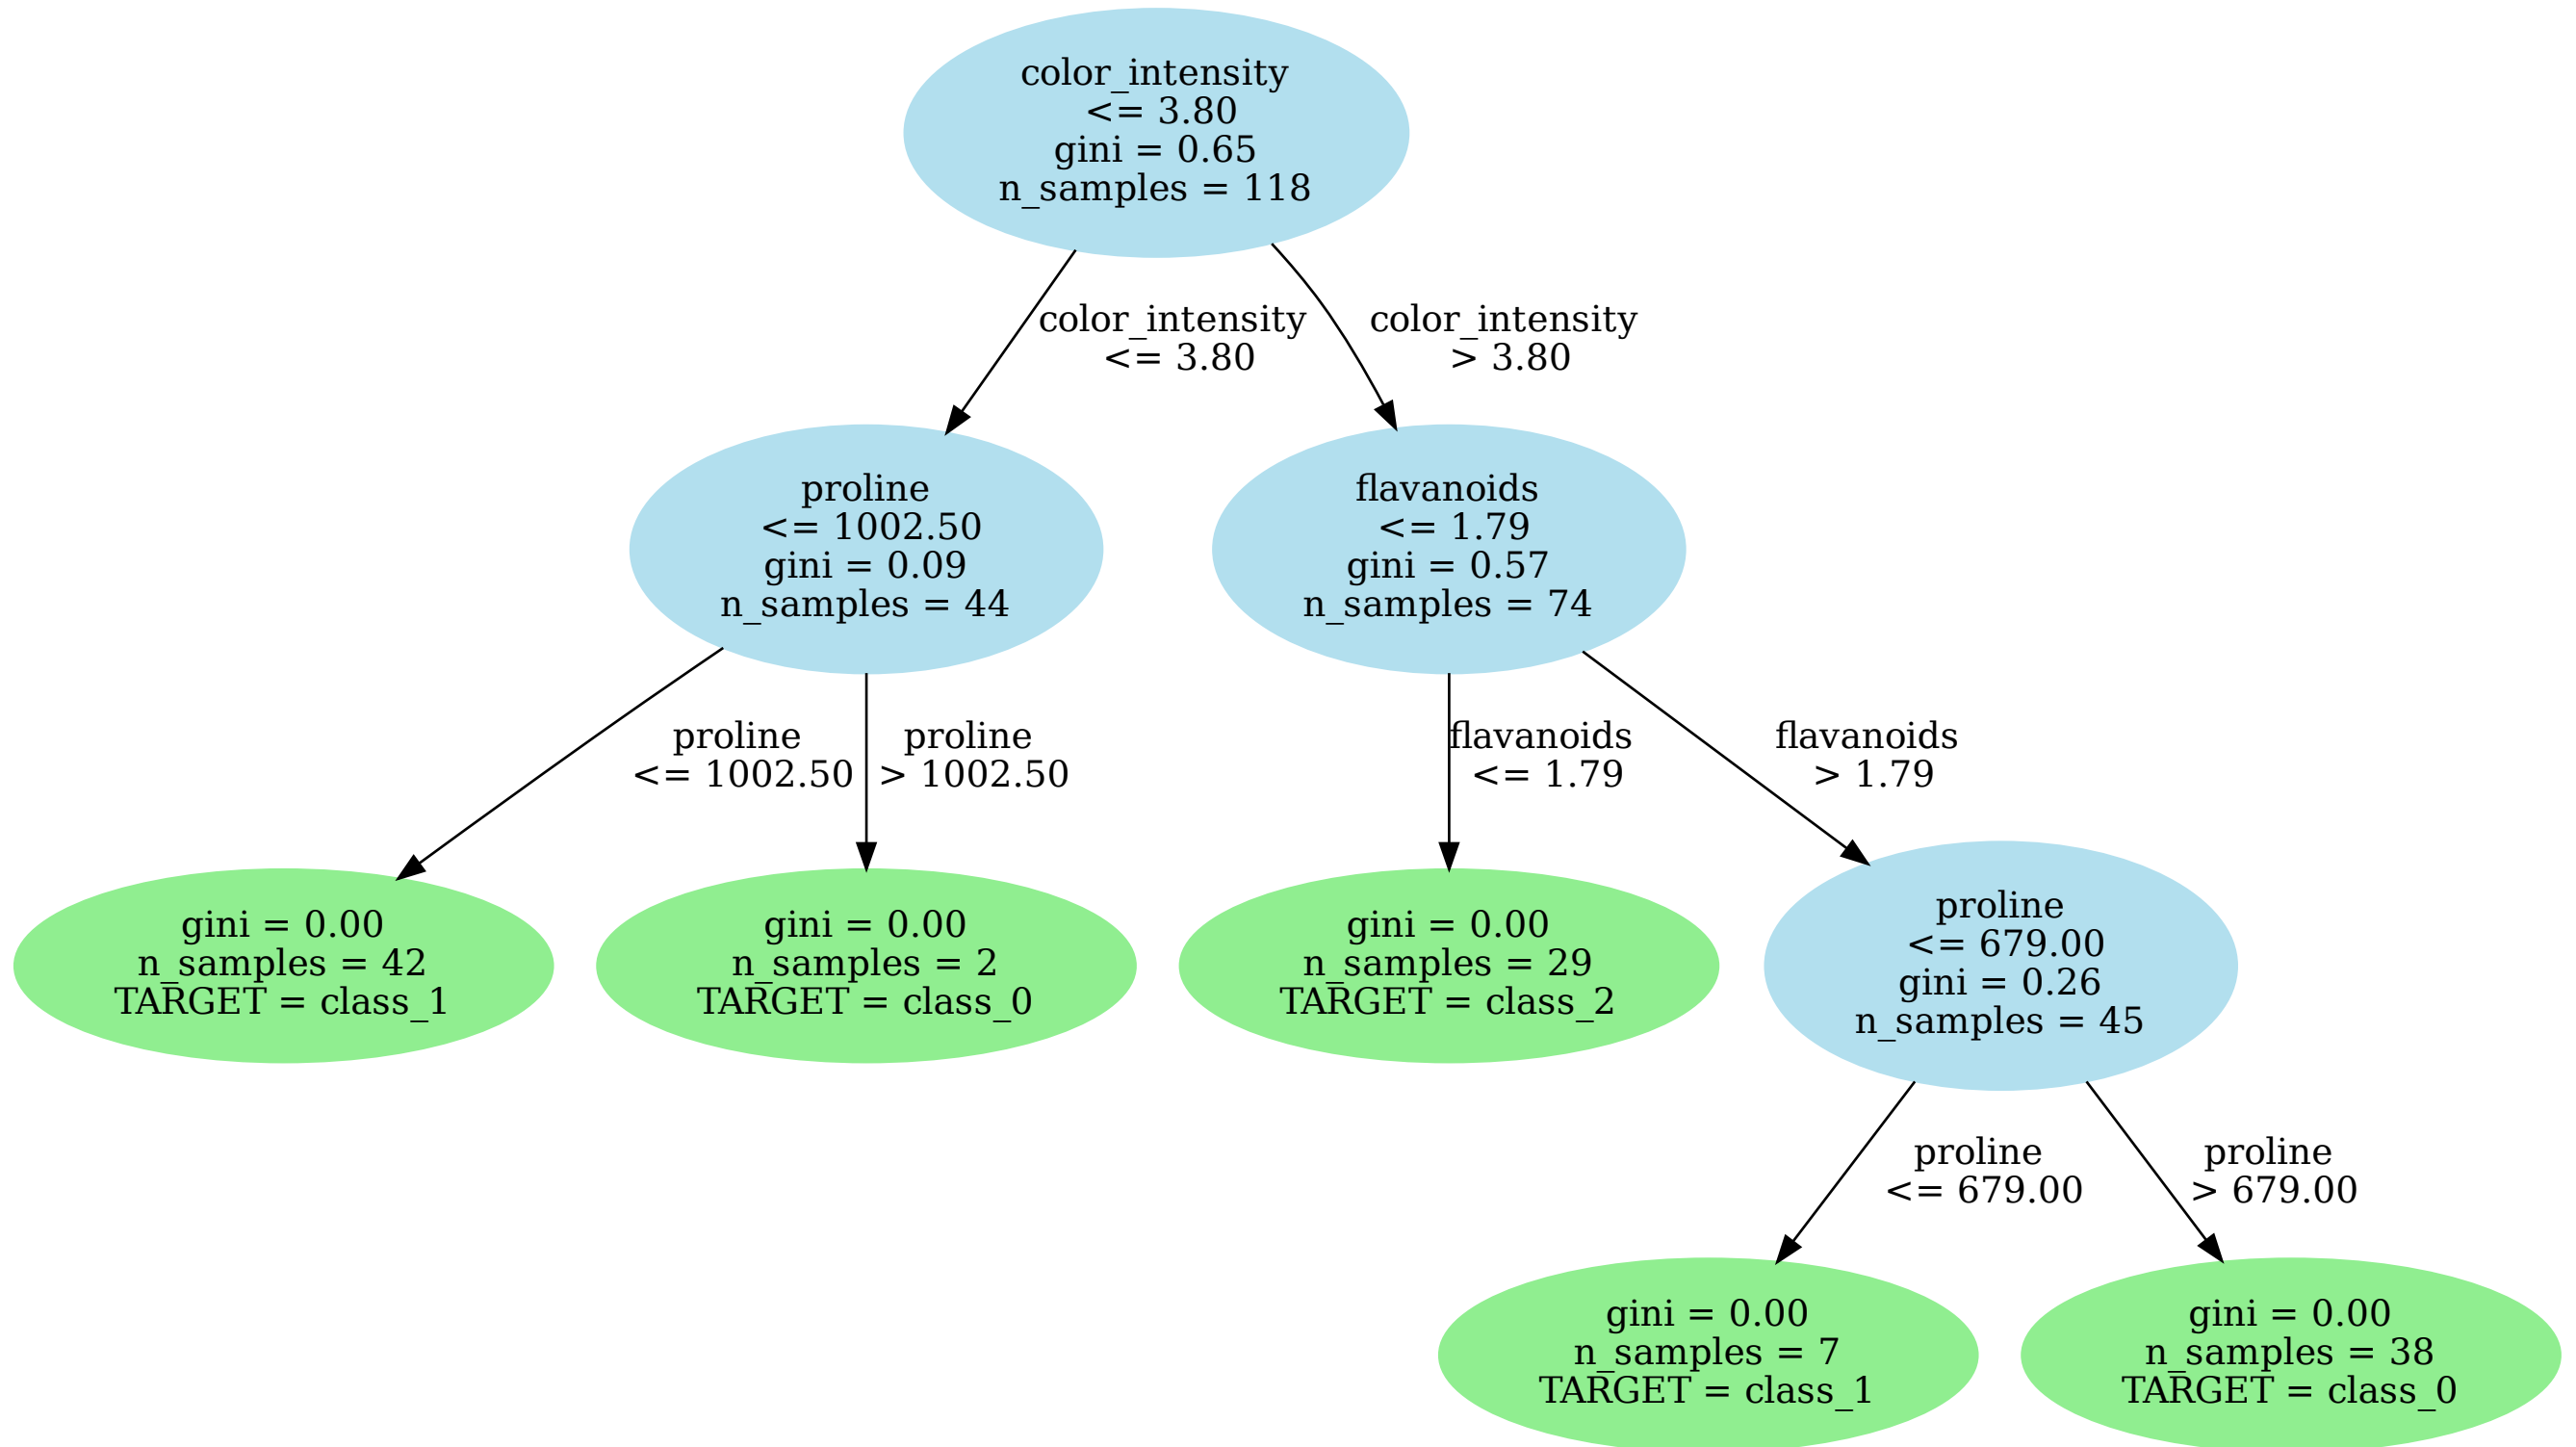 color_intensity
<= 3.80
gini = 0.65
n_samples = 118
color_intensity
<= 3.80
color_intensity
> 3.80
proline
<= 1002.50
gini = 0.09
n_samples = 44
flavanoids
<= 1.79
gini = 0.57
n_samples = 74
proline
<= 1002.50
proline
> 1002.50
flavanoids
<= 1.79
flavanoids
> 1.79
gini = 0.00
n_samples = 42
TARGET = class_1
gini = 0.00
n_samples = 2
TARGET = class_0
gini = 0.00
n_samples = 29
TARGET = class_2
proline
<= 679.00
gini = 0.26
n_samples = 45
proline
<= 679.00
proline
> 679.00
gini = 0.00
n_samples = 7
TARGET = class_1
gini = 0.00
n_samples = 38
TARGET = class_0